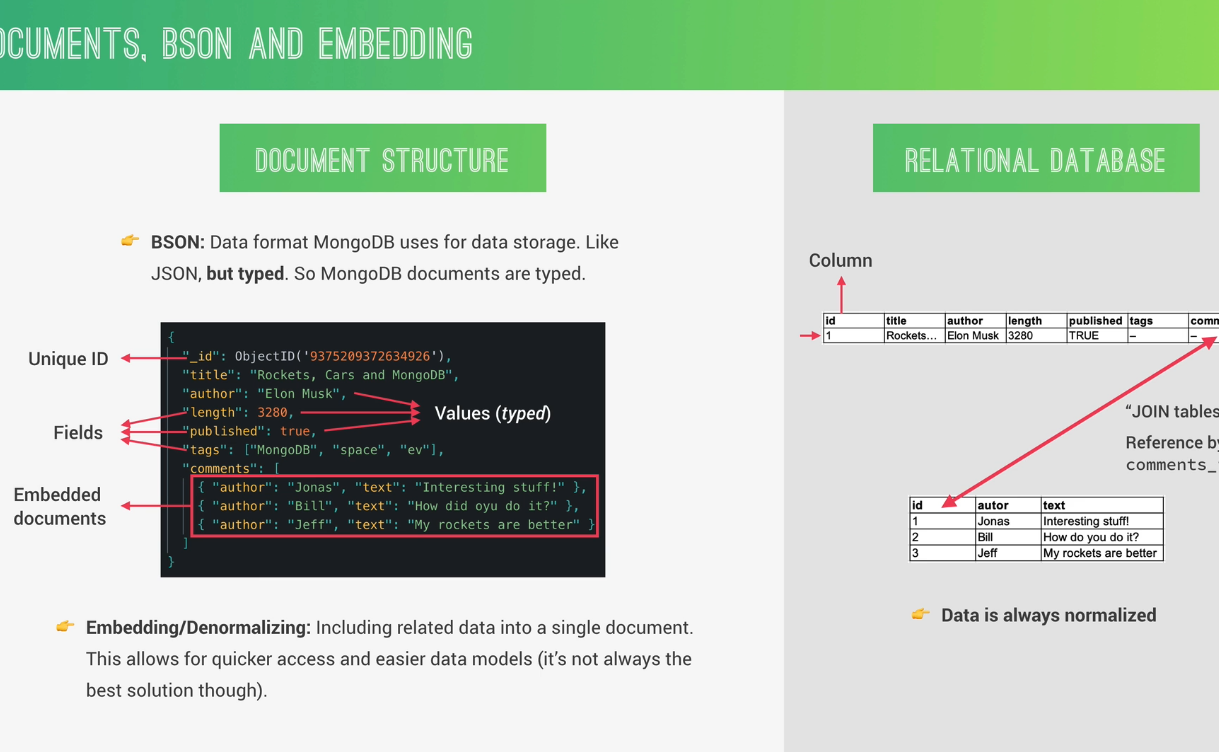 OCUMENTS, BSON AND EMBEDDING
DOCUMENT STRUCTURE
BSON: Data format MongoDB uses for data storage. Like
JSON, but typed. So MongoDB documents are typed.
Unique ID
Fields
Embedded
documents
{
"_id": ObjectID('9375209372634926'),
"title": "Rockets, Cars and MongoDB",
"author": "Elon Musk",
"length": 3280,
"published": true,
"tags": ["MongoDB", "space", "ev"],
"comments": [
{ "author": "Jonas", "text": "Interesting stuff!" },
{ "author": "Bill", "text": "How did oyu do it?" },
{ "author": "Jeff", "text": "My rockets are better" }
]
}
Values (typed)
Embedding/Denormalizing: Including related data into a single document.
This allows for quicker access and easier data models (it's not always the
best solution though).
RELATIONAL DATABASE
Column
id title author length published tags comm
1 Rockets... Elon Musk 3280 TRUE – –
“JOIN tables
Reference by
comments_
id autor text
1 Jonas Interesting stuff!
2 Bill How do you do it?
3 Jeff My rockets are better
Data is always normalized